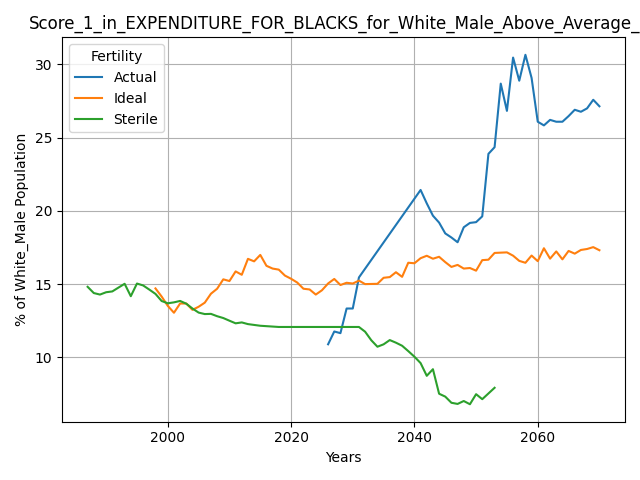 Score_1_in_EXPENDITURE_FOR_BLACKS_for_White_Male_Above_Average_
Fertility
Actual
Ideal
Sterile
% of White_Male Population
30
25
20
15
10
2000
2020
2040
2060
Years